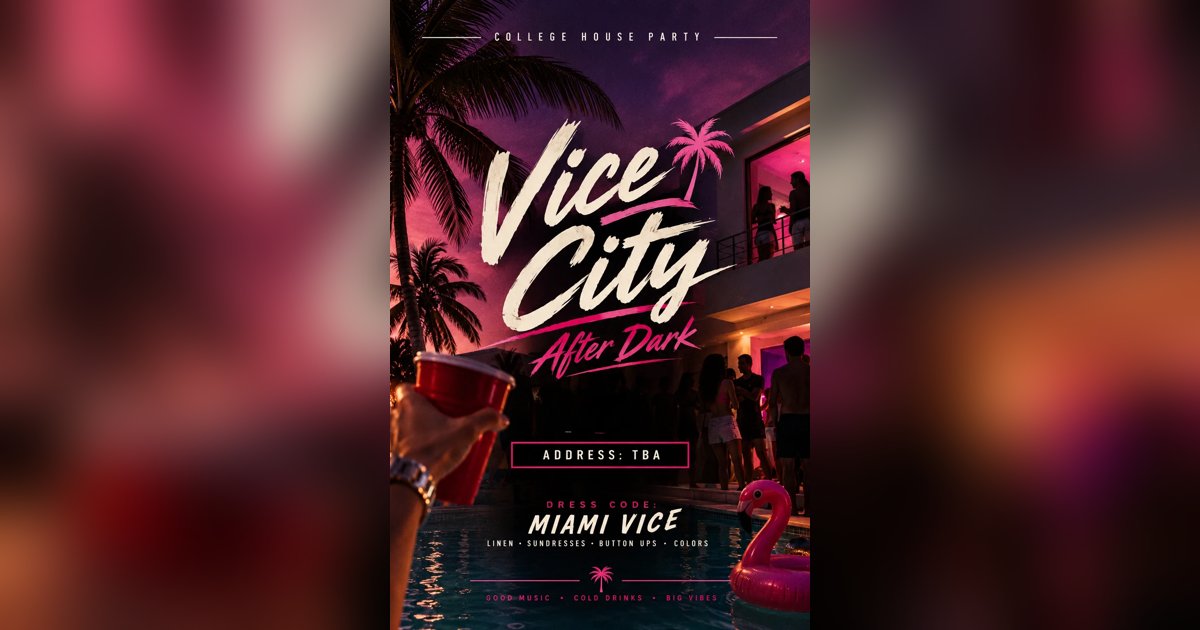 COLLEGE HOUSE PARTY
Vice
City
After Dark
ADDRESS: TBA
DRESS CODE:
MIAMI VICE
LINEN • SUNDRESSES • BUTTON UPS • COLORS
GOOD MUSIC • COLD DRINKS • BIG VIBES